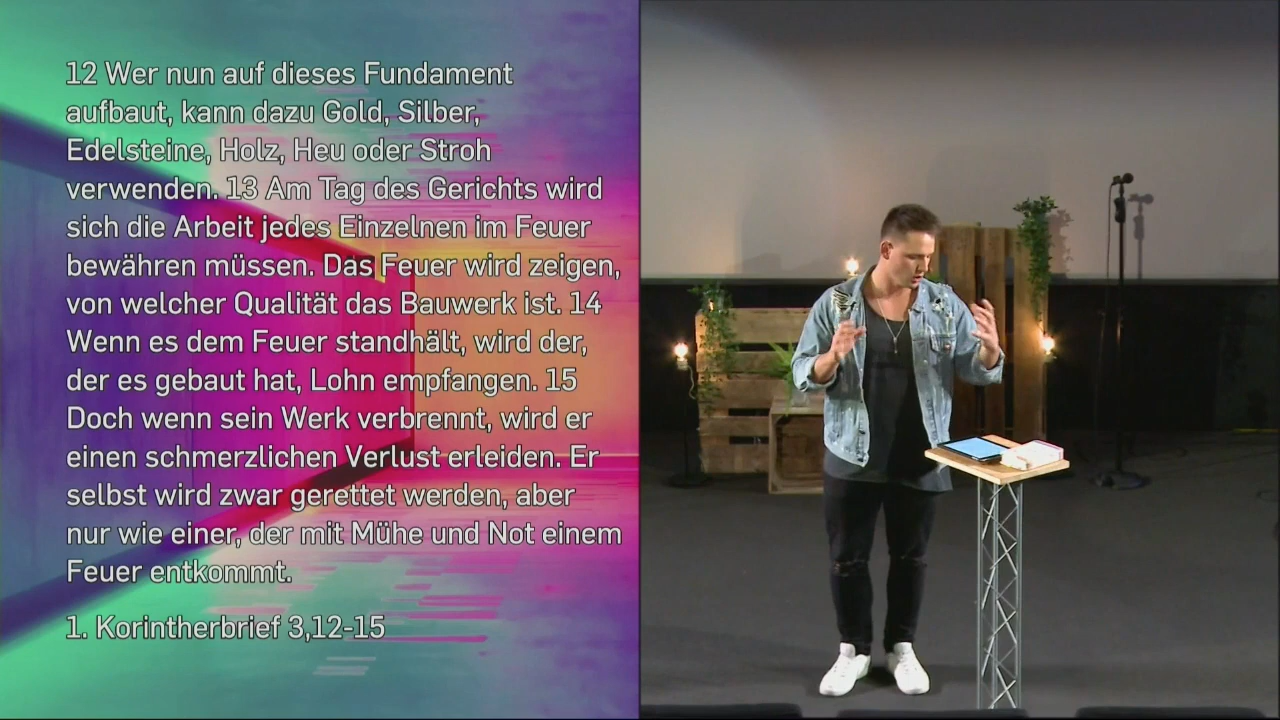 12 Wer nun auf dieses Fundament
aufbaut, kann dazu Gold, Silber,
Edelsteine, Holz, Heu oder Stroh
verwenden. 13 Am Tag des Gerichts wird
sich die Arbeit jedes Einzelnen im Feuer
bewähren müssen. Das Feuer wird zeigen,
von welcher Qualität das Bauwerk ist. 14
Wenn es dem Feuer standhält, wird der,
der es gebaut hat, Lohn empfangen. 15
Doch wenn sein Werk verbrennt, wird er
einen schmerzlichen Verlust erleiden. Er
selbst wird zwar gerettet werden, aber
nur wie einer, der mit Mühe und Not einem
Feuer entkommt.
1. Korintherbrief 3,12-15